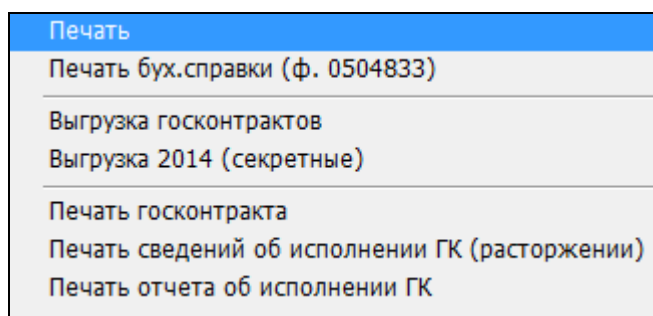 Печать
Печать бух.справки (ф. 0504833)
Выгрузка госконтрактов
Выгрузка 2014 (секретные)
Печать госконтракта
Печать сведений об исполнении ГК (расторжении)
Печать отчета об исполнении ГК